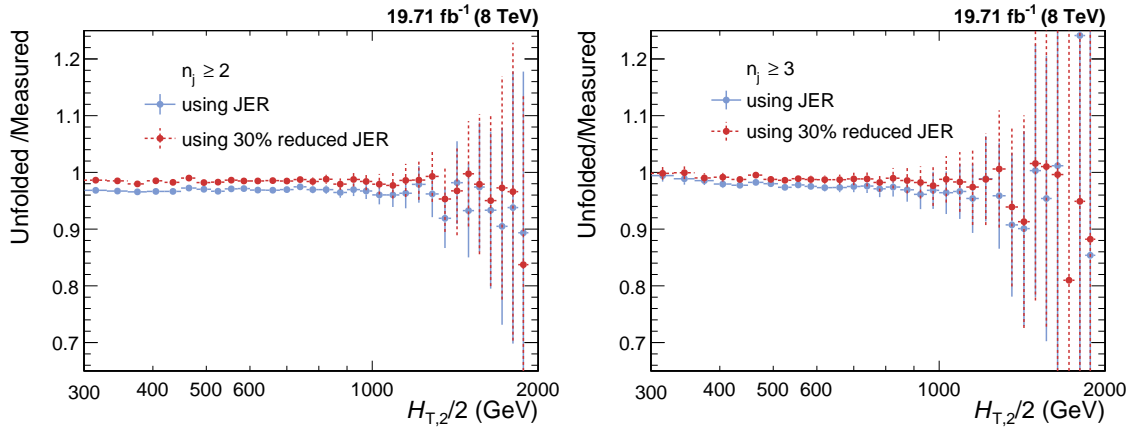 19.71 fb⁻¹ (8 TeV)
Unfolded /Measured
1.2
1.1
1
0.9
0.8
0.7
n_j ≥ 2
using JER
using 30% reduced JER
300 400 500 600 1000 2000
H_T,2/2 (GeV)
19.71 fb⁻¹ (8 TeV)
Unfolded/Measured
1.2
1.1
1
0.9
0.8
0.7
n_j ≥ 3
using JER
using 30% reduced JER
300 400 500 600 800 1000 2000
H_T,2/2 (GeV)